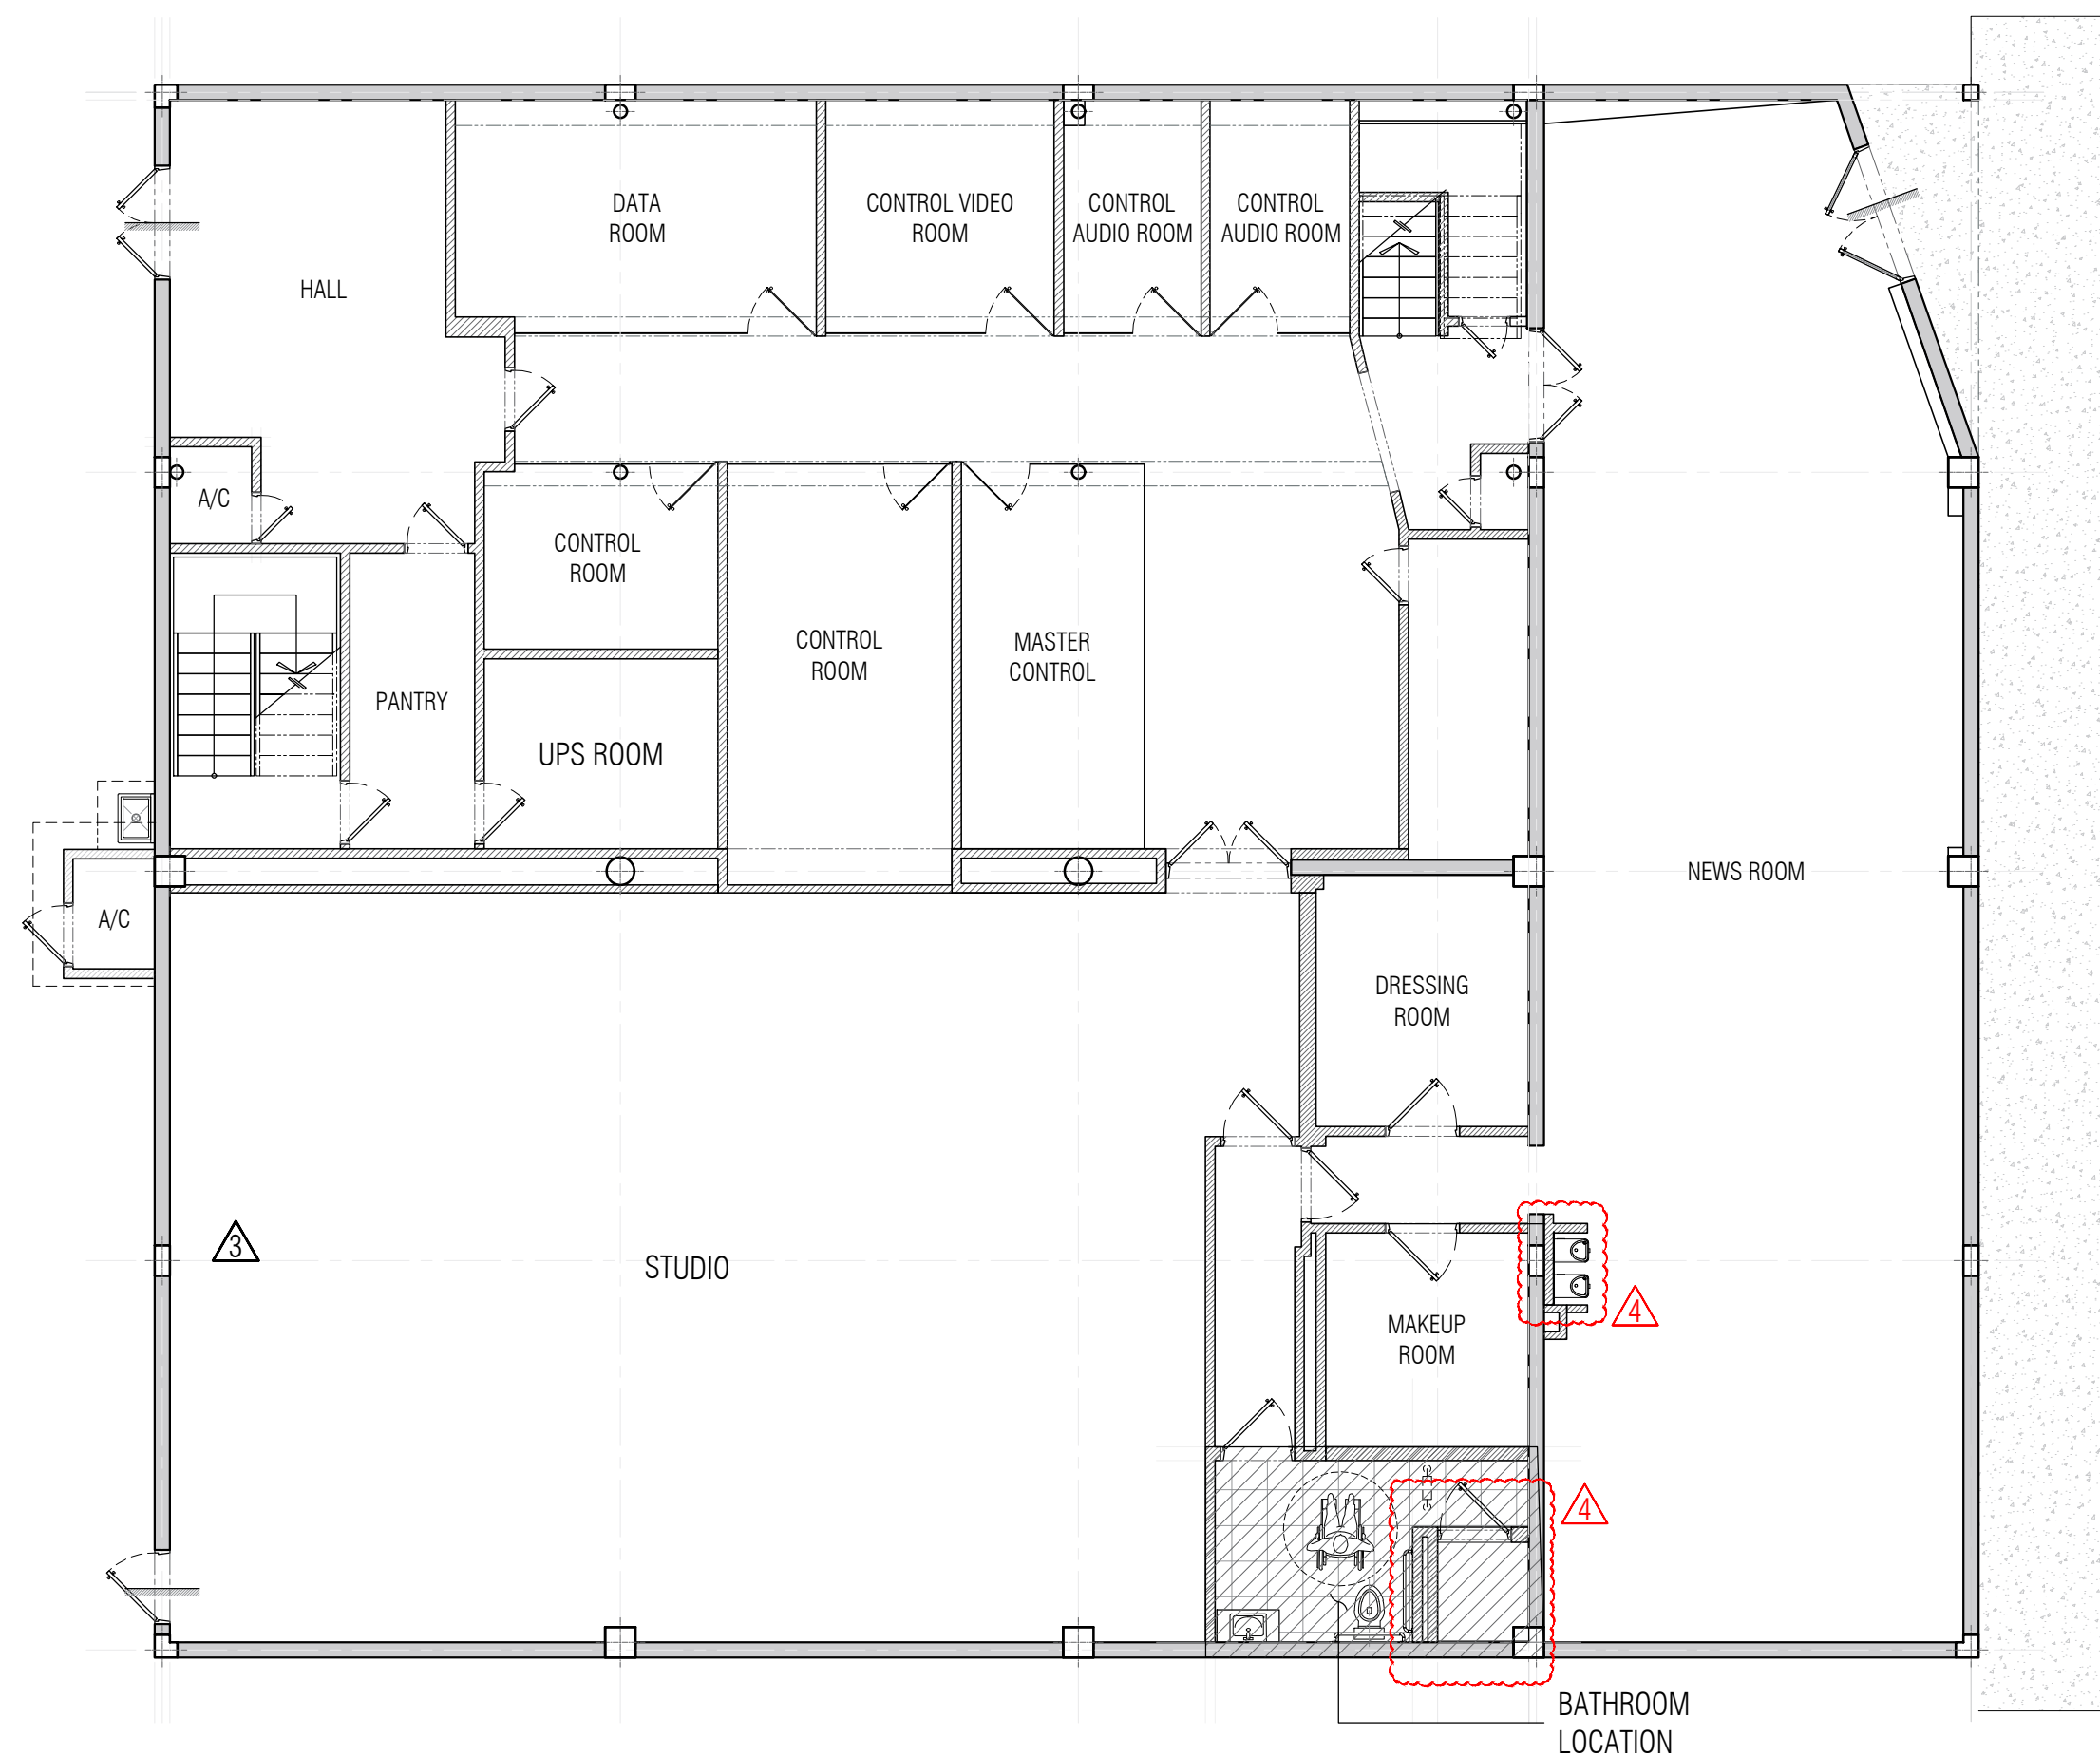 DATA
ROOM
CONTROL VIDEO
ROOM
CONTROL
AUDIO ROOM
CONTROL
AUDIO ROOM
HALL
A/C
CONTROL
ROOM
CONTROL
ROOM
MASTER
CONTROL
PANTRY
UPS ROOM
NEWS ROOM
A/C
DRESSING
ROOM
3
STUDIO
4
MAKEUP
ROOM
4
BATHROOM
LOCATION